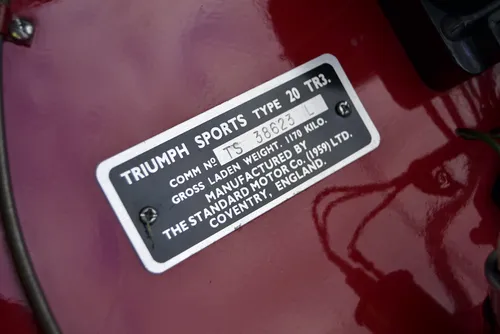 TRIUMPH SPORTS TYPE 20 TR3.
COMM Nº TS 38623 L
GROSS LADEN WEIGHT. 1170 KILO.
MANUFACTURED BY
THE STANDARD MOTOR Co. (1959) LTD.
COVENTRY, ENGLAND.